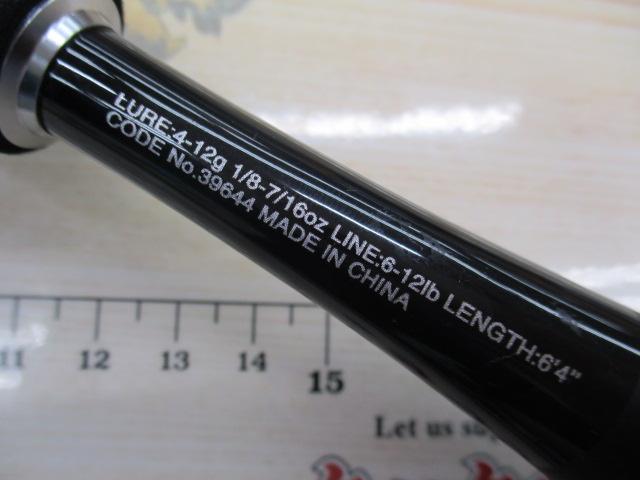 LURE:4-12g 1/8-7/16oz LINE:6-12lb LENGTH:6'4"
CODE No.39644 MADE IN CHINA
11 12 13 14 15
Let us